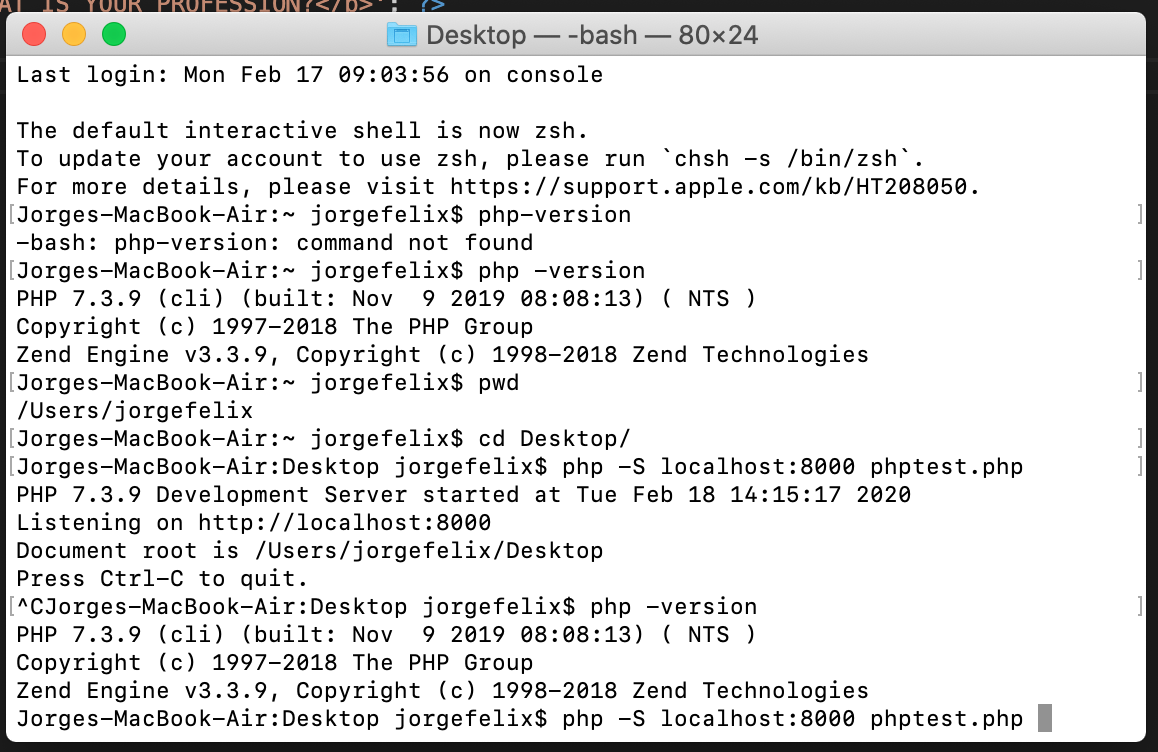 AT IS YOUR PROFESSION?</b>'; ?>
Desktop — -bash — 80×24
Last login: Mon Feb 17 09:03:56 on console
The default interactive shell is now zsh.
To update your account to use zsh, please run `chsh -s /bin/zsh`.
For more details, please visit https://support.apple.com/kb/HT208050.
[Jorges-MacBook-Air:~ jorgefelix$ php-version ]
-bash: php-version: command not found
[Jorges-MacBook-Air:~ jorgefelix$ php -version ]
PHP 7.3.9 (cli) (built: Nov  9 2019 08:08:13) ( NTS )
Copyright (c) 1997-2018 The PHP Group
Zend Engine v3.3.9, Copyright (c) 1998-2018 Zend Technologies
[Jorges-MacBook-Air:~ jorgefelix$ pwd ]
/Users/jorgefelix
[Jorges-MacBook-Air:~ jorgefelix$ cd Desktop/ ]
[Jorges-MacBook-Air:Desktop jorgefelix$ php -S localhost:8000 phptest.php ]
PHP 7.3.9 Development Server started at Tue Feb 18 14:15:17 2020
Listening on http://localhost:8000
Document root is /Users/jorgefelix/Desktop
Press Ctrl-C to quit.
[^CJorges-MacBook-Air:Desktop jorgefelix$ php -version ]
PHP 7.3.9 (cli) (built: Nov  9 2019 08:08:13) ( NTS )
Copyright (c) 1997-2018 The PHP Group
Zend Engine v3.3.9, Copyright (c) 1998-2018 Zend Technologies
Jorges-MacBook-Air:Desktop jorgefelix$ php -S localhost:8000 phptest.php